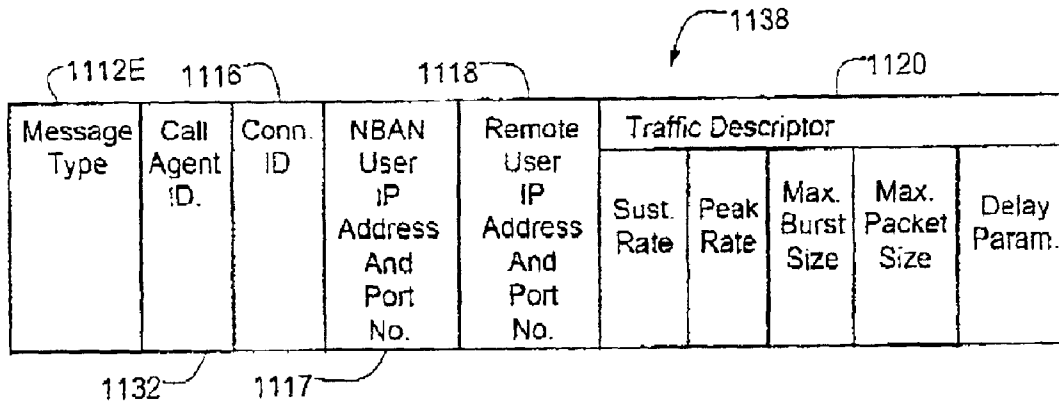 1138
1112E
1116
1118
1120
Message
Type
Call
Agent
ID.
Conn.
ID
NBAN
User
IP
Address
And
Port
No.
Remote
User
IP
Address
And
Port
No.
Traffic Descriptor
Sust.
Rate
Peak
Rate
Max.
Burst
Size
Max.
Packet
Size
Delay
Param.
1132
1117